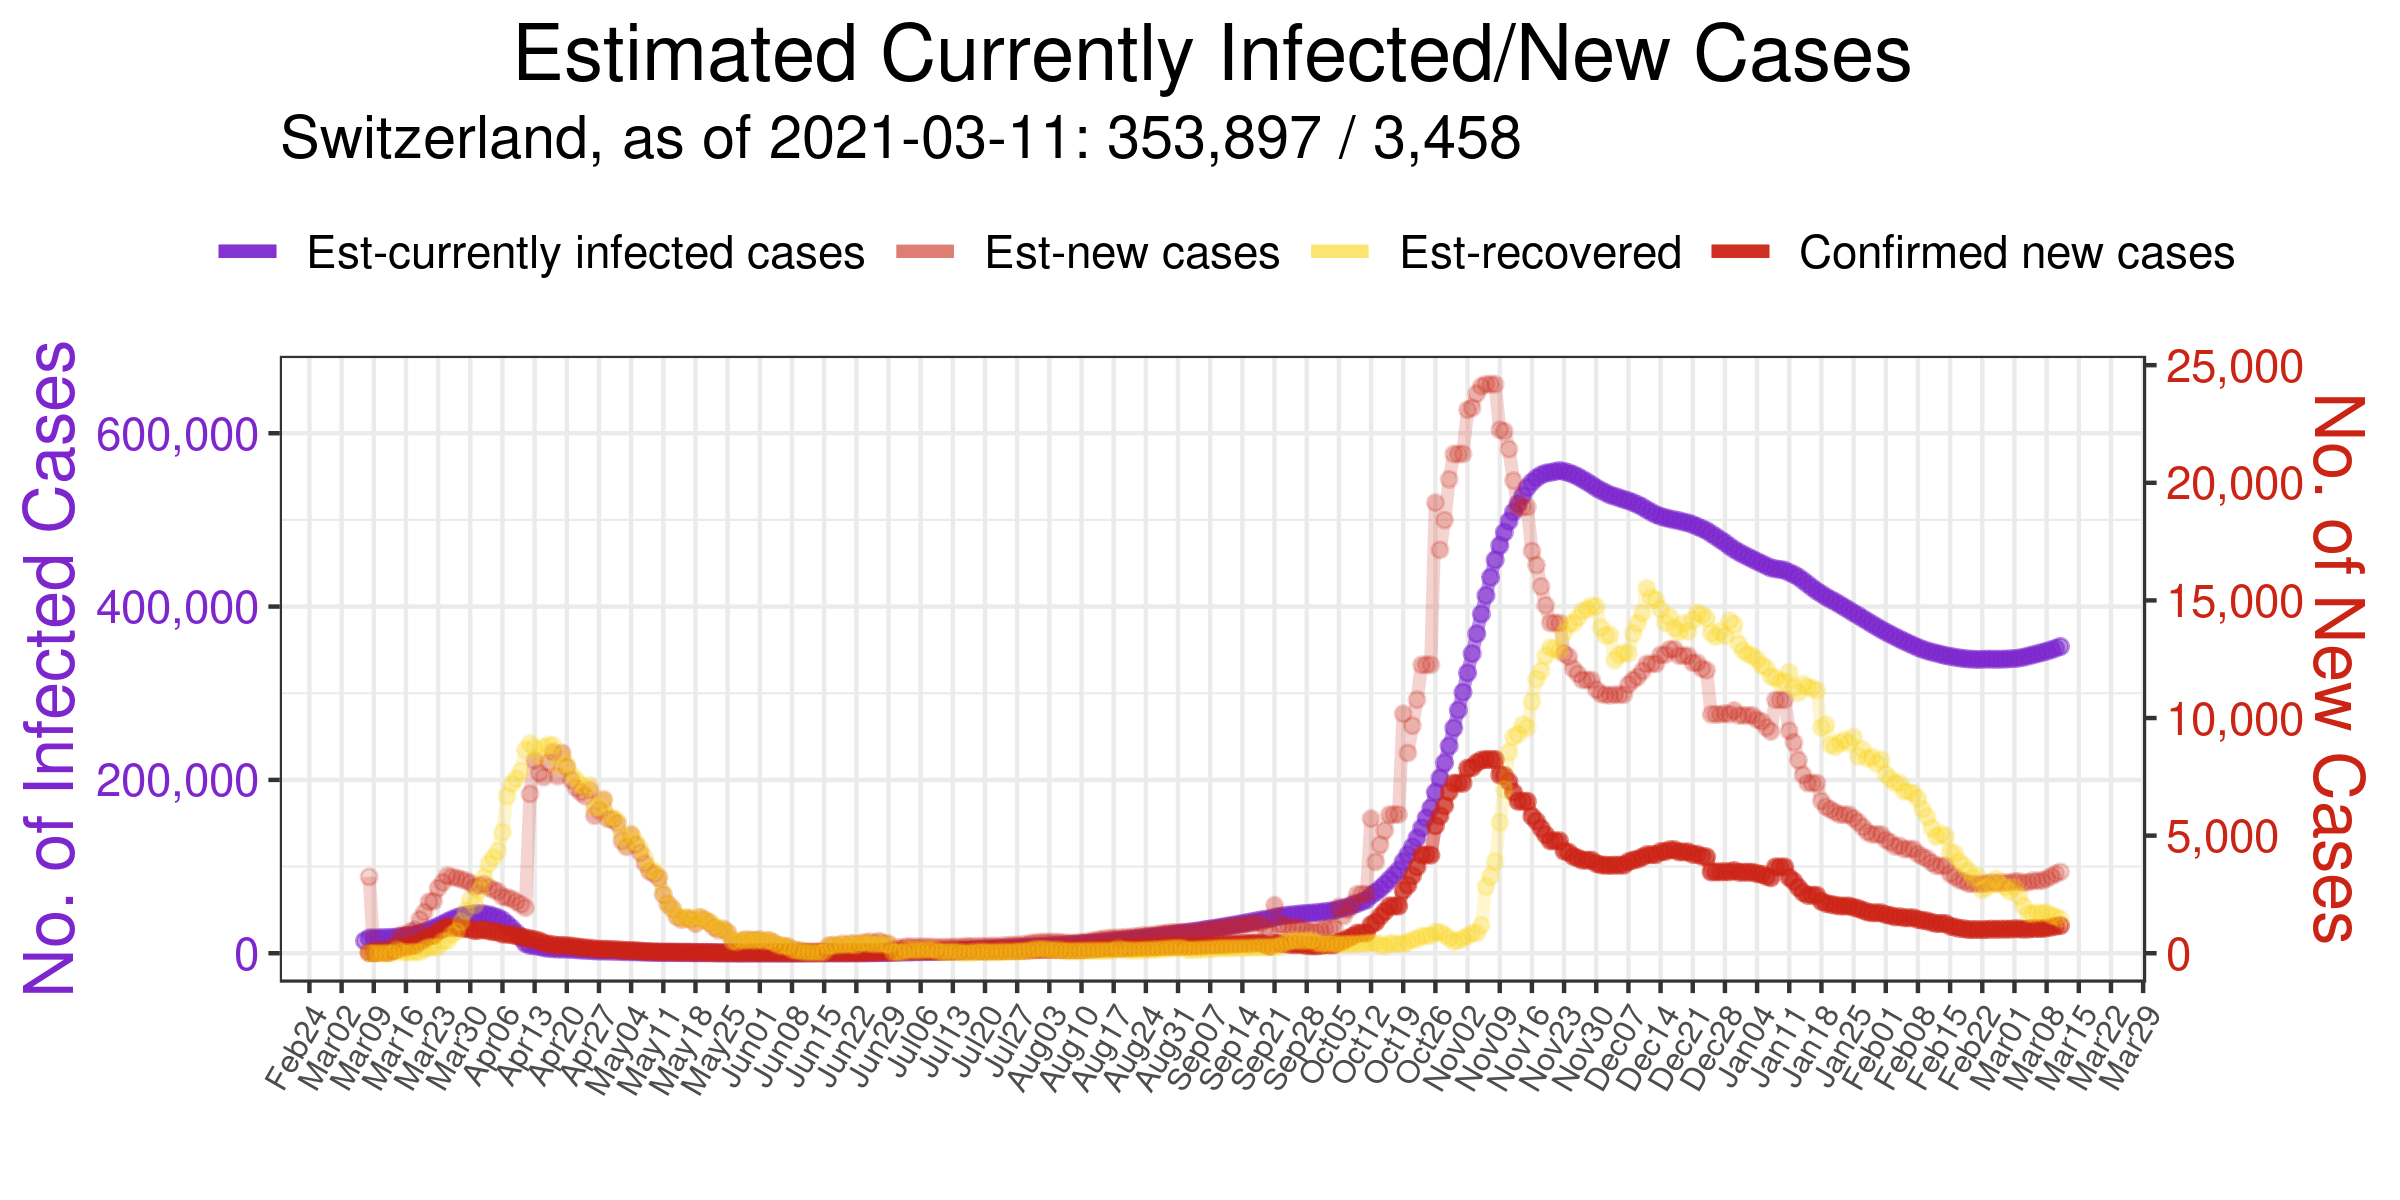 Estimated Currently Infected/New Cases
Switzerland, as of 2021-03-11: 353,897 / 3,458
Est-currently infected cases
Est-new cases
Est-recovered
Confirmed new cases
No. of Infected Cases
600,000
400,000
200,000
0
25,000
20,000
15,000
10,000
5,000
0
No. of New Cases
Feb24
Mar02
Mar09
Mar16
Mar23
Mar30
Apr06
Apr13
Apr20
Apr27
May04
May11
May18
May25
Jun01
Jun08
Jun15
Jun22
Jun29
Jul06
Jul13
Jul20
Jul27
Aug03
Aug10
Aug17
Aug24
Aug31
Sep07
Sep14
Sep21
Sep28
Oct05
Oct12
Oct19
Oct26
Nov02
Nov09
Nov16
Nov23
Nov30
Dec07
Dec14
Dec21
Dec28
Dec04
Jan11
Jan18
Jan25
Feb01
Feb08
Feb15
Feb22
Mar01
Mar08
Mar15
Mar22
Mar29